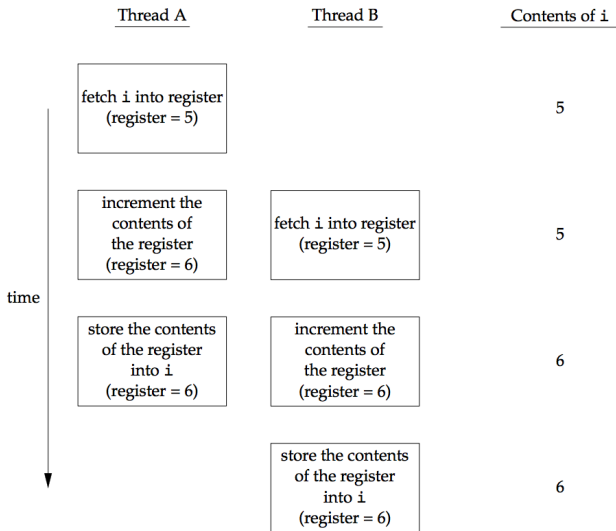 Thread A
Thread B
Contents of i
fetch i into register
(register = 5)
5
increment the
contents of
the register
(register = 6)
fetch i into register
(register = 5)
5
time
store the contents
of the register
into i
(register = 6)
increment the
contents of
the register
(register = 6)
6
store the contents
of the register
into i
(register = 6)
6